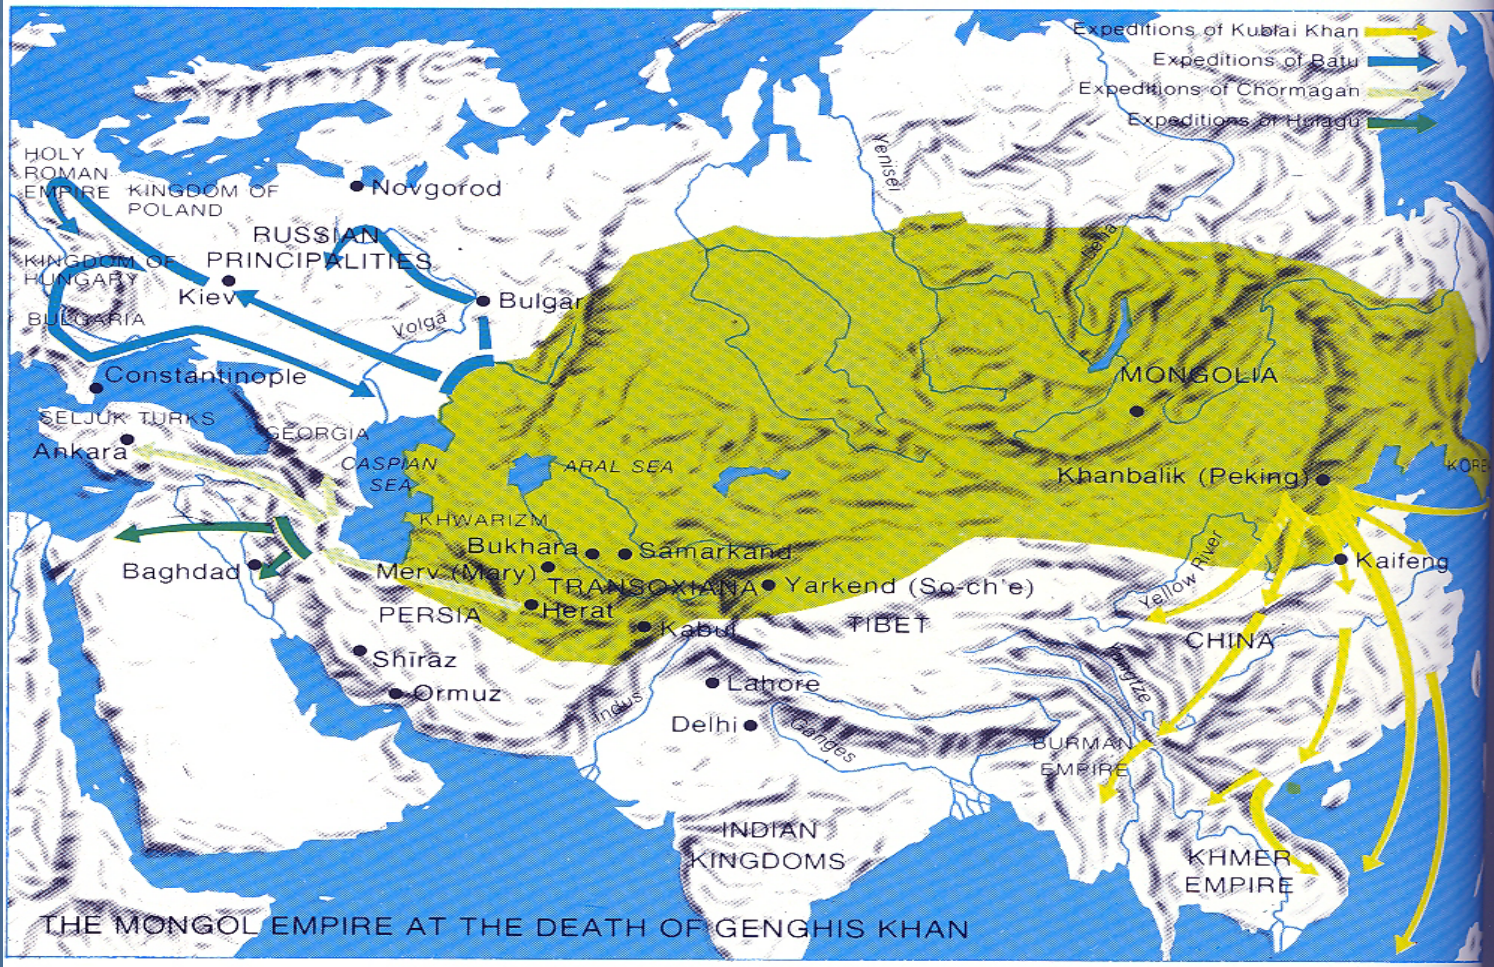 Expeditions of Kublai Khan
Expeditions of Batu
Expeditions of Chormagan
Expeditions of Hulagu
HOLY
ROMAN
EMPIRE
KINGDOM OF
POLAND
Novgorod
Yenisei
RUSSIAN
PRINCIPALITIES
Lena
KINGDOM OF
HUNGARY
Kiev
Bulgar
BULGARIA
Volga
Constantinople
MONGOLIA
SELJUK TURKS
GEORGIA
Ankara
CASPIAN
SEA
ARAL SEA
Khanbalik (Peking)
KHWARIZM
Bukhara
Samarkand
Yellow River
Kaifeng
Baghdad
Merv (Mary)
TRANSOXIANA
Yarkend (So-ch'e)
PERSIA
Herat
Kabul
TIBET
CHINA
Shīrāz
Ormuz
Indus
Lahore
Yangtze
Delhi
Ganges
BURMAN
EMPIRE
INDIAN
KINGDOMS
KHMER
EMPIRE
THE MONGOL EMPIRE AT THE DEATH OF GENGHIS KHAN